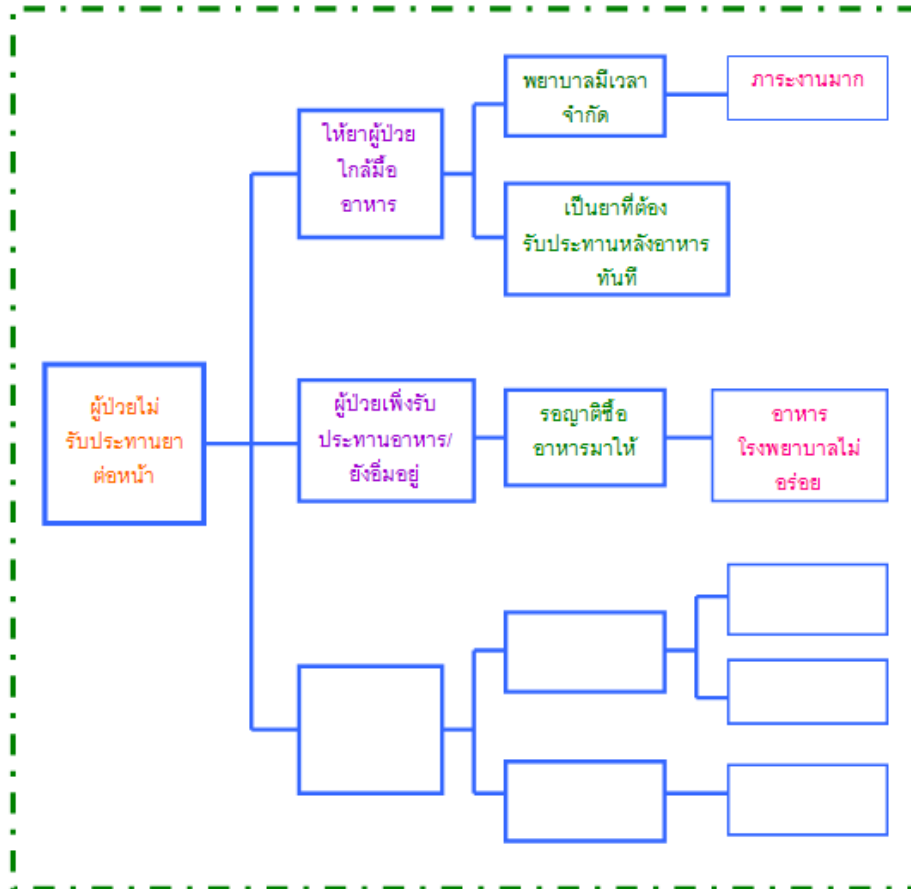 ผู้ป่วยไม่
รับประทานยา
ต่อหน้า
ให้ยาผู้ป่วย
ใกล้มื้อ
อาหาร
พยาบาลมีเวลา
จำกัด
ภาระงานมาก
เป็นยาที่ต้อง
รับประทานหลังอาหาร
ทันที
ผู้ป่วยเพิ่งรับ
ประทานอาหาร/
ยังอิ่มอยู่
รอญาติซื้อ
อาหารมาให้
อาหาร
โรงพยาบาลไม่
อร่อย